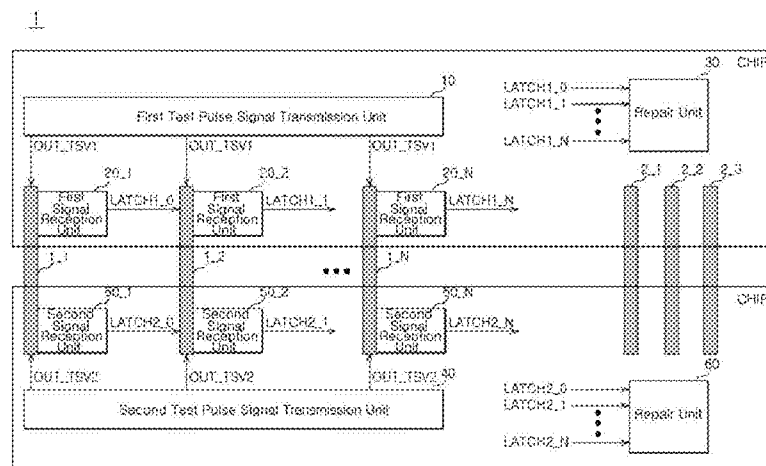 1
CHIP
10
First Test Pulse Signal Transmission Unit
OUT_TSV1
OUT_TSV1
OUT_TSV1
LATCH1_0
LATCH1_1
LATCH1_N
30
Repair Unit
20_1
First Signal Reception Unit
LATCH1_0
20_2
First Signal Reception Unit
LATCH1_1
20_N
First Signal Reception Unit
LATCH1_N
2_1
2_2
2_3
1_1
1_2
1_N
CHIP
50_1
Second Signal Reception Unit
LATCH2_0
50_2
Second Signal Reception Unit
LATCH2_1
50_N
Second Signal Reception Unit
LATCH2_N
OUT_TSV2
OUT_TSV2
OUT_TSV2
40
Second Test Pulse Signal Transmission Unit
LATCH2_0
LATCH2_1
LATCH2_N
60
Repair Unit